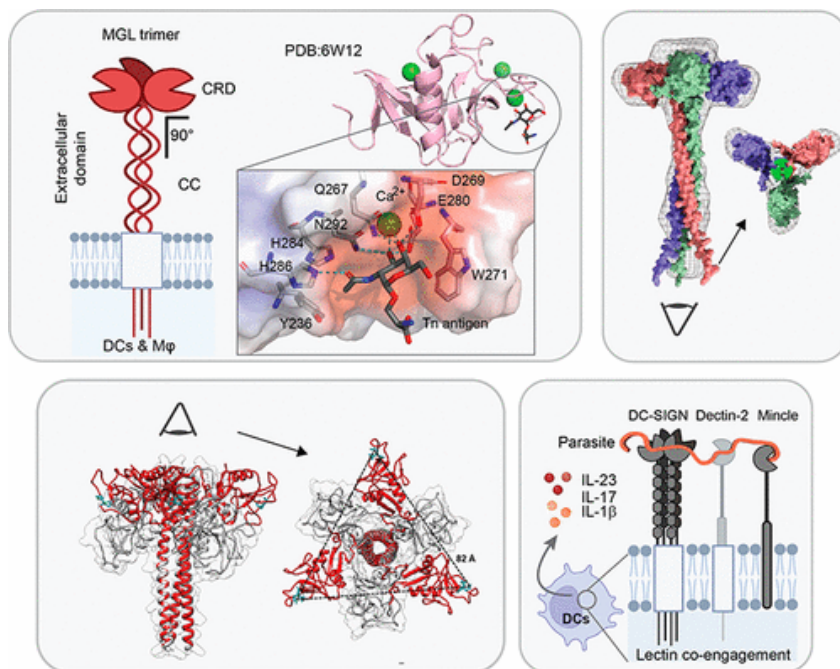 MGL trimer
PDB:6W12
CRD
90°
Extracellular domain
CC
Q267
Ca2+
D269
E280
N292
H284
H286
W271
Y236
Tn antigen
DCs & Mφ
82 Å
DC-SIGN Dectin-2 Mincle
Parasite
IL-23
IL-17
IL-1β
DCs
Lectin co-engagement